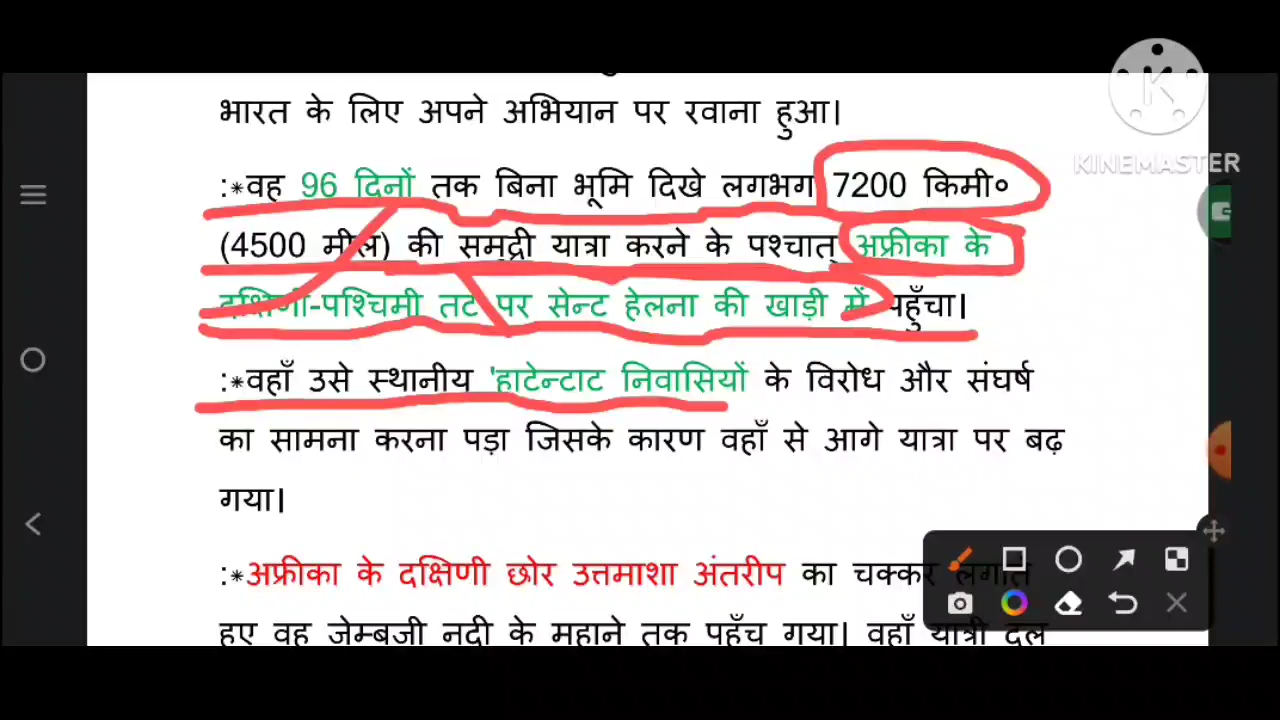 भारत के लिए अपने अभियान पर रवाना हुआ।
KINEMASTER
:*वह 96 दिनों तक बिना भूमि दिखे लगभग 7200 किमी०
(4500 मील) की समुद्री यात्रा करने के पश्चात् अफ्रीका के
दक्षिणी-पश्चिमी तट पर सेन्ट हेलना की खाड़ी में पहुँचा।
:*वहाँ उसे स्थानीय 'हाटेन्टाट निवासियों के विरोध और संघर्ष
का सामना करना पड़ा जिसके कारण वहाँ से आगे यात्रा पर बढ़
गया।
:*अफ्रीका के दक्षिणी छोर उत्तमाशा अंतरीप का चक्कर लगाते
हुए वह जेम्बजी नदी के महाने तक पहुँच गया। वहाँ यात्री दल